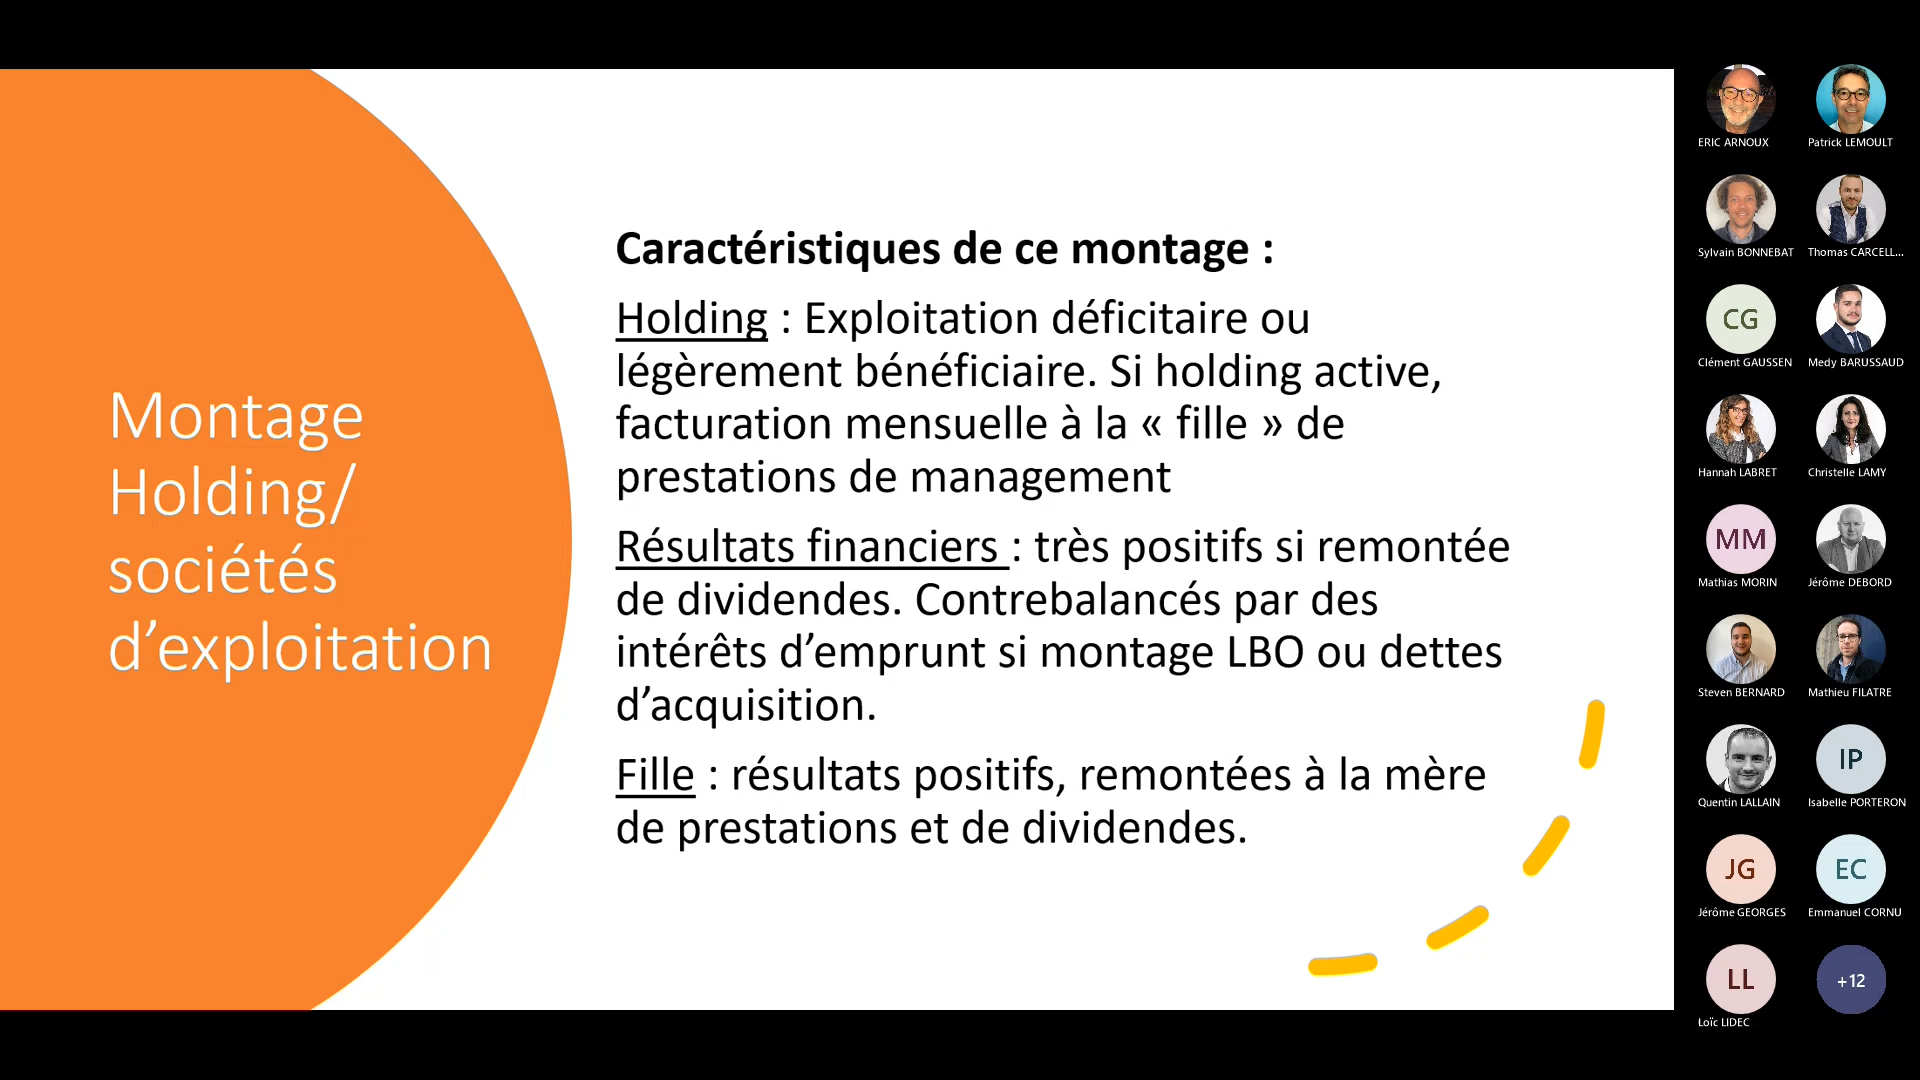 Montage
Holding/
sociétés
d’exploitation
Caractéristiques de ce montage :
Holding : Exploitation déficitaire ou
légèrement bénéficiaire. Si holding active,
facturation mensuelle à la « fille » de
prestations de management
Résultats financiers : très positifs si remontée
de dividendes. Contrebalancés par des
intérêts d’emprunt si montage LBO ou dettes
d’acquisition.
Fille : résultats positifs, remontées à la mère
de prestations et de dividendes.
ERIC ARNOUX
Patrick LEMOULT
Sylvain BONNEBAT
Thomas CARCELL...
CG
Clément GAUSSEN
Medy BARUSSAUD
Hannah LABRET
Christelle LAMY
MM
Mathias MORIN
Jérôme DEBORD
Steven BERNARD
Mathieu FILATRE
Quentin LALLAIN
IP
Isabelle PORTERON
JG
Jérôme GEORGES
EC
Emmanuel CORNU
LL
Loïc LIDEC
+12